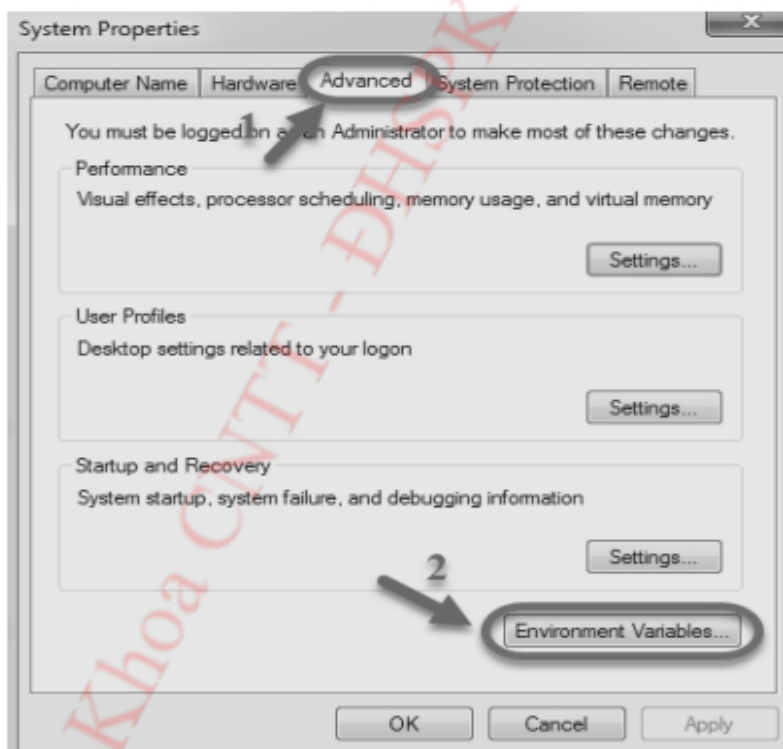 System Properties
Computer Name Hardware Advanced System Protection Remote
1
You must be logged on as an Administrator to make most of these changes.
Performance
Visual effects, processor scheduling, memory usage, and virtual memory
Settings...
User Profiles
Desktop settings related to your logon
Settings...
Startup and Recovery
System startup, system failure, and debugging information
Settings...
2
Environment Variables...
OK Cancel Apply
Khoa CNTT - ĐHSPK